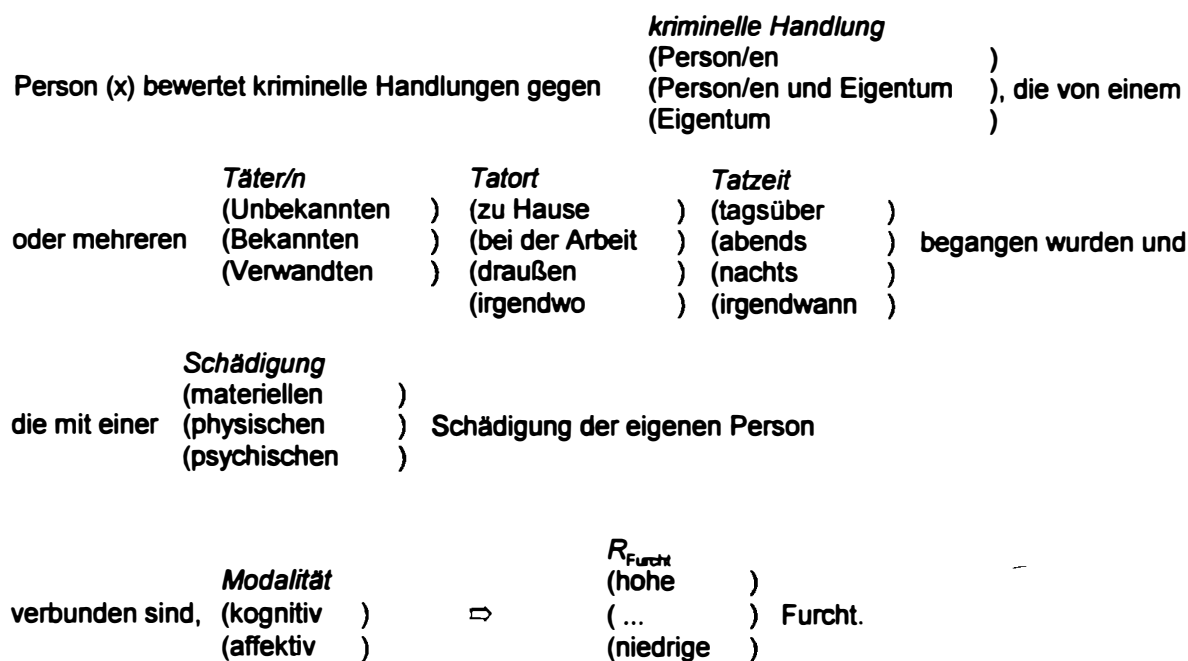 kriminelle Handlung
(Person/en )
Person (x) bewertet kriminelle Handlungen gegen (Person/en und Eigentum ), die von einem
(Eigentum )
Täter/n Tatort Tatzeit
(Unbekannten ) (zu Hause ) (tagsüber )
oder mehreren (Bekannten ) (bei der Arbeit ) (abends ) begangen wurden und
(Verwandten ) (draußen ) (nachts )
(irgendwo ) (irgendwann )
Schädigung
(materiellen )
die mit einer (physischen ) Schädigung der eigenen Person
(psychischen )
R_Furcht
Modalität (hohe )
verbunden sind, (kognitiv ) ⇨ ( ... ) Furcht.
(affektiv ) (niedrige )